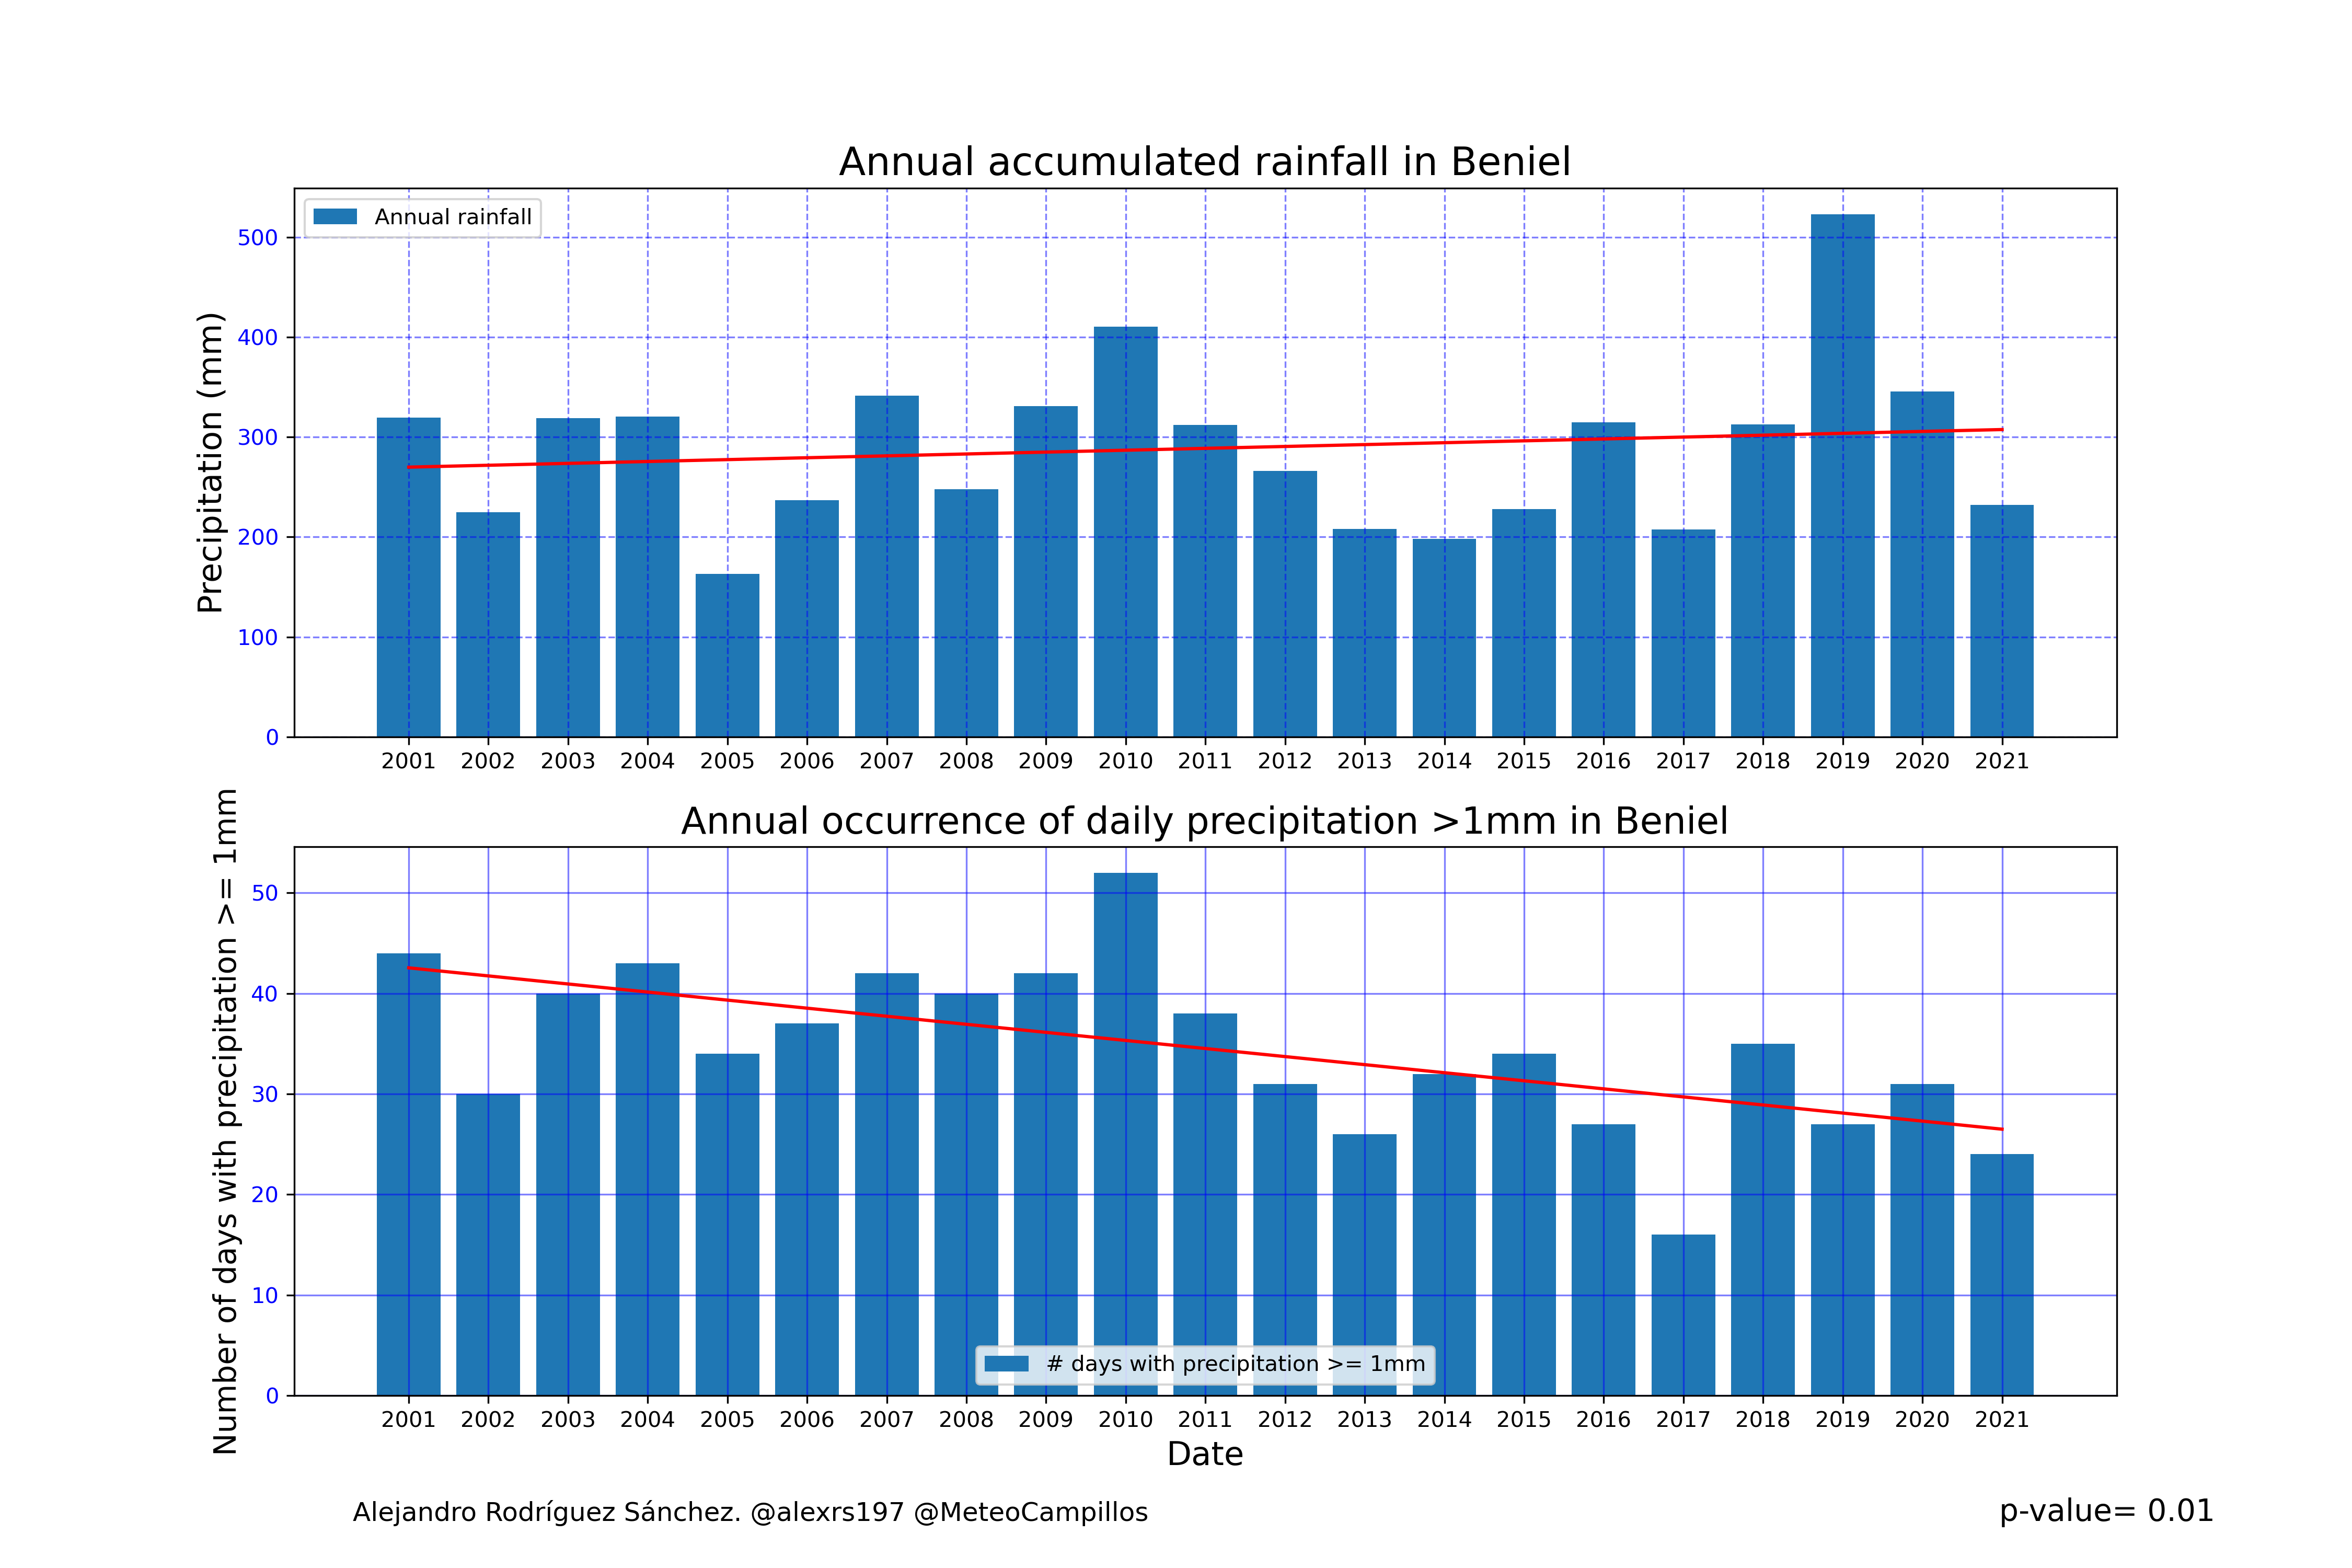 Annual accumulated rainfall in Beniel
Annual rainfall
Precipitation (mm)
500
400
300
200
100
0
2001 2002 2003 2004 2005 2006 2007 2008 2009 2010 2011 2012 2013 2014 2015 2016 2017 2018 2019 2020 2021
Annual occurrence of daily precipitation >1mm in Beniel
Number of days with precipitation >= 1mm
50
40
30
20
10
0
# days with precipitation >= 1mm
2001 2002 2003 2004 2005 2006 2007 2008 2009 2010 2011 2012 2013 2014 2015 2016 2017 2018 2019 2020 2021
Date
Alejandro Rodríguez Sánchez. @alexrs197 @MeteoCampillos
p-value= 0.01